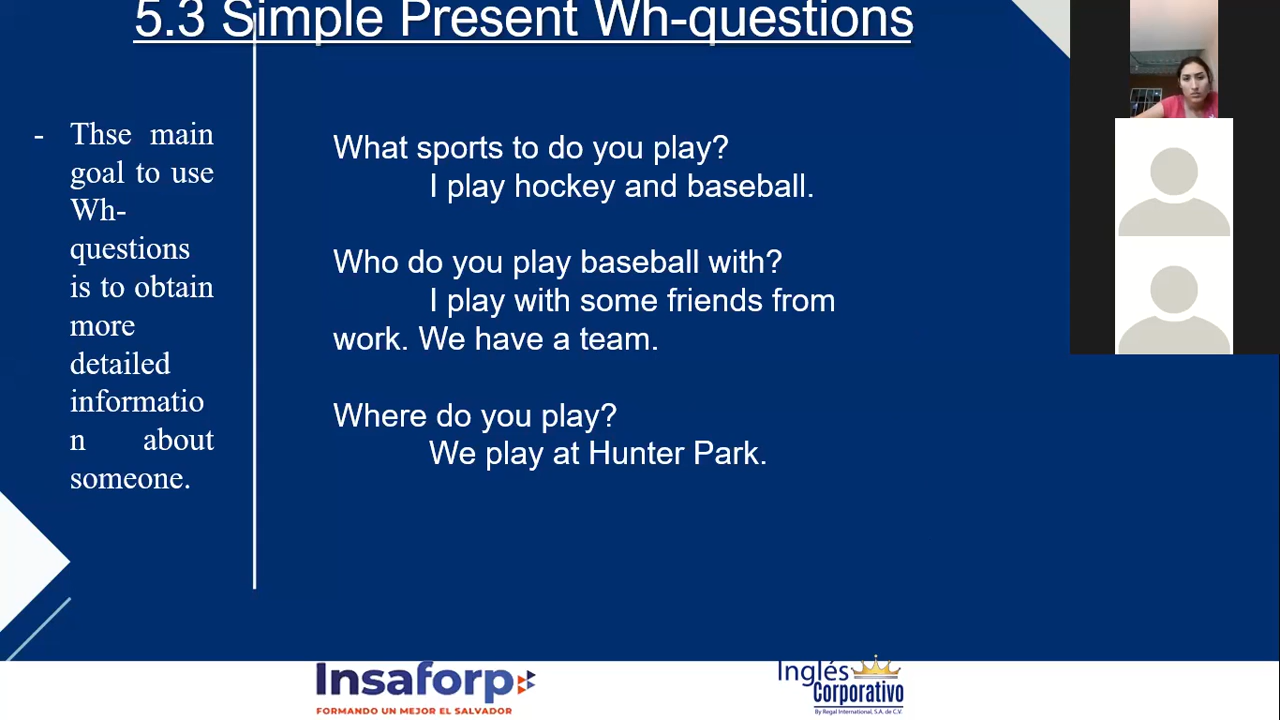 5.3 Simple Present Wh-questions
- Thse main
goal to use
Wh-
questions
is to obtain
more
detailed
informatio
n about
someone.
What sports to do you play?
I play hockey and baseball.
Who do you play baseball with?
I play with some friends from
work. We have a team.
Where do you play?
We play at Hunter Park.
Insaforp
FORMANDO UN MEJOR EL SALVADOR
Inglés
Corporativo
By Regal International, S.A. de C.V.